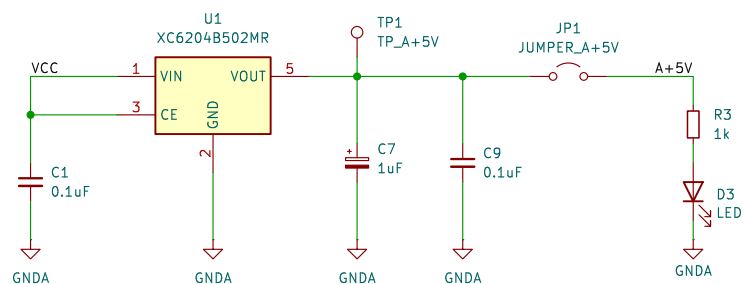 U1
XC6204B502MR
TP1
TP_A+5V
JP1
JUMPER_A+5V
VCC
1
VIN
VOUT
5
A+5V
3
CE
GND
2
C1
0.1uF
+
C7
1uF
C9
0.1uF
R3
1k
D3
LED
GNDA
GNDA
GNDA
GNDA
GNDA